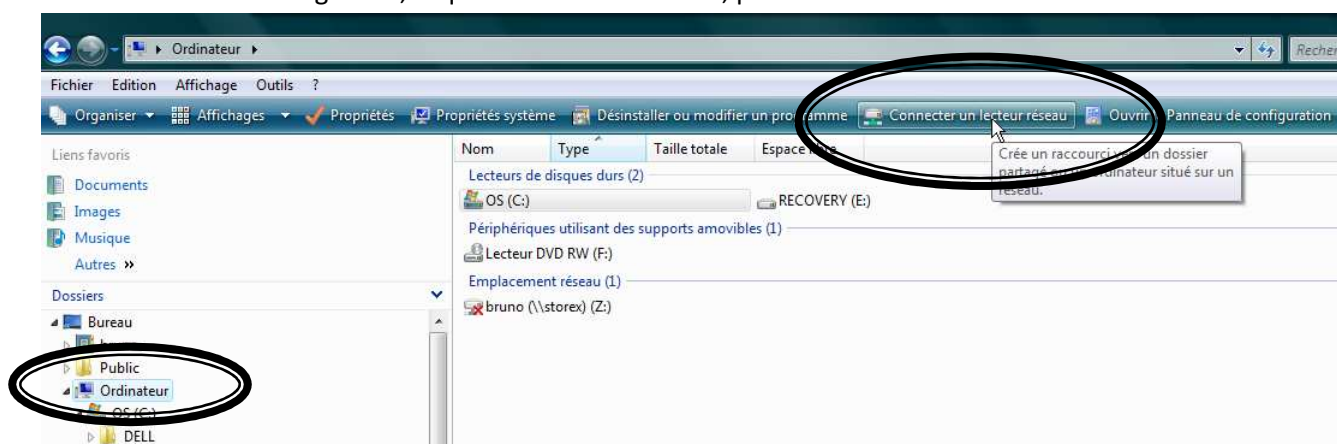 Ordinateur
Recher
Fichier Edition Affichage Outils ?
Organiser Affichages Propriétés Propriétés système Désinstaller ou modifier un programme Connecter un lecteur réseau Ouvrir Panneau de configuration
Liens favoris
Documents
Images
Musique
Autres »
Dossiers
Bureau
Public
Ordinateur
OS (C:)
DELL
Nom Type Taille totale Espace libre
Lecteurs de disques durs (2)
OS (C:) RECOVERY (E:)
Périphériques utilisant des supports amovibles (1)
Lecteur DVD RW (F:)
Emplacement réseau (1)
bruno (\\storex) (Z:)
Crée un raccourci vers un dossier
partagé ou un ordinateur situé sur un
réseau.